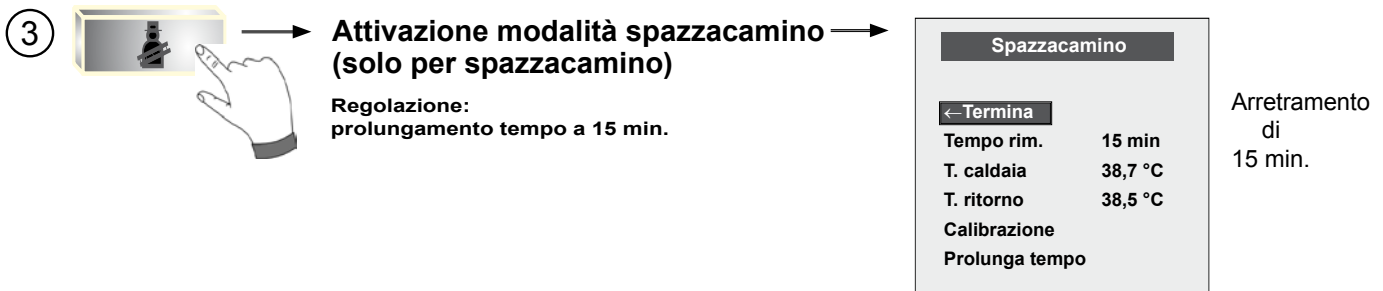 3
Attivazione modalità spazzacamino
(solo per spazzacamino)
Regolazione:
prolungamento tempo a 15 min.
Spazzacamino
←Termina
Tempo rim. 15 min
T. caldaia 38,7 °C
T. ritorno 38,5 °C
Calibrazione
Prolunga tempo
Arretramento
di
15 min.